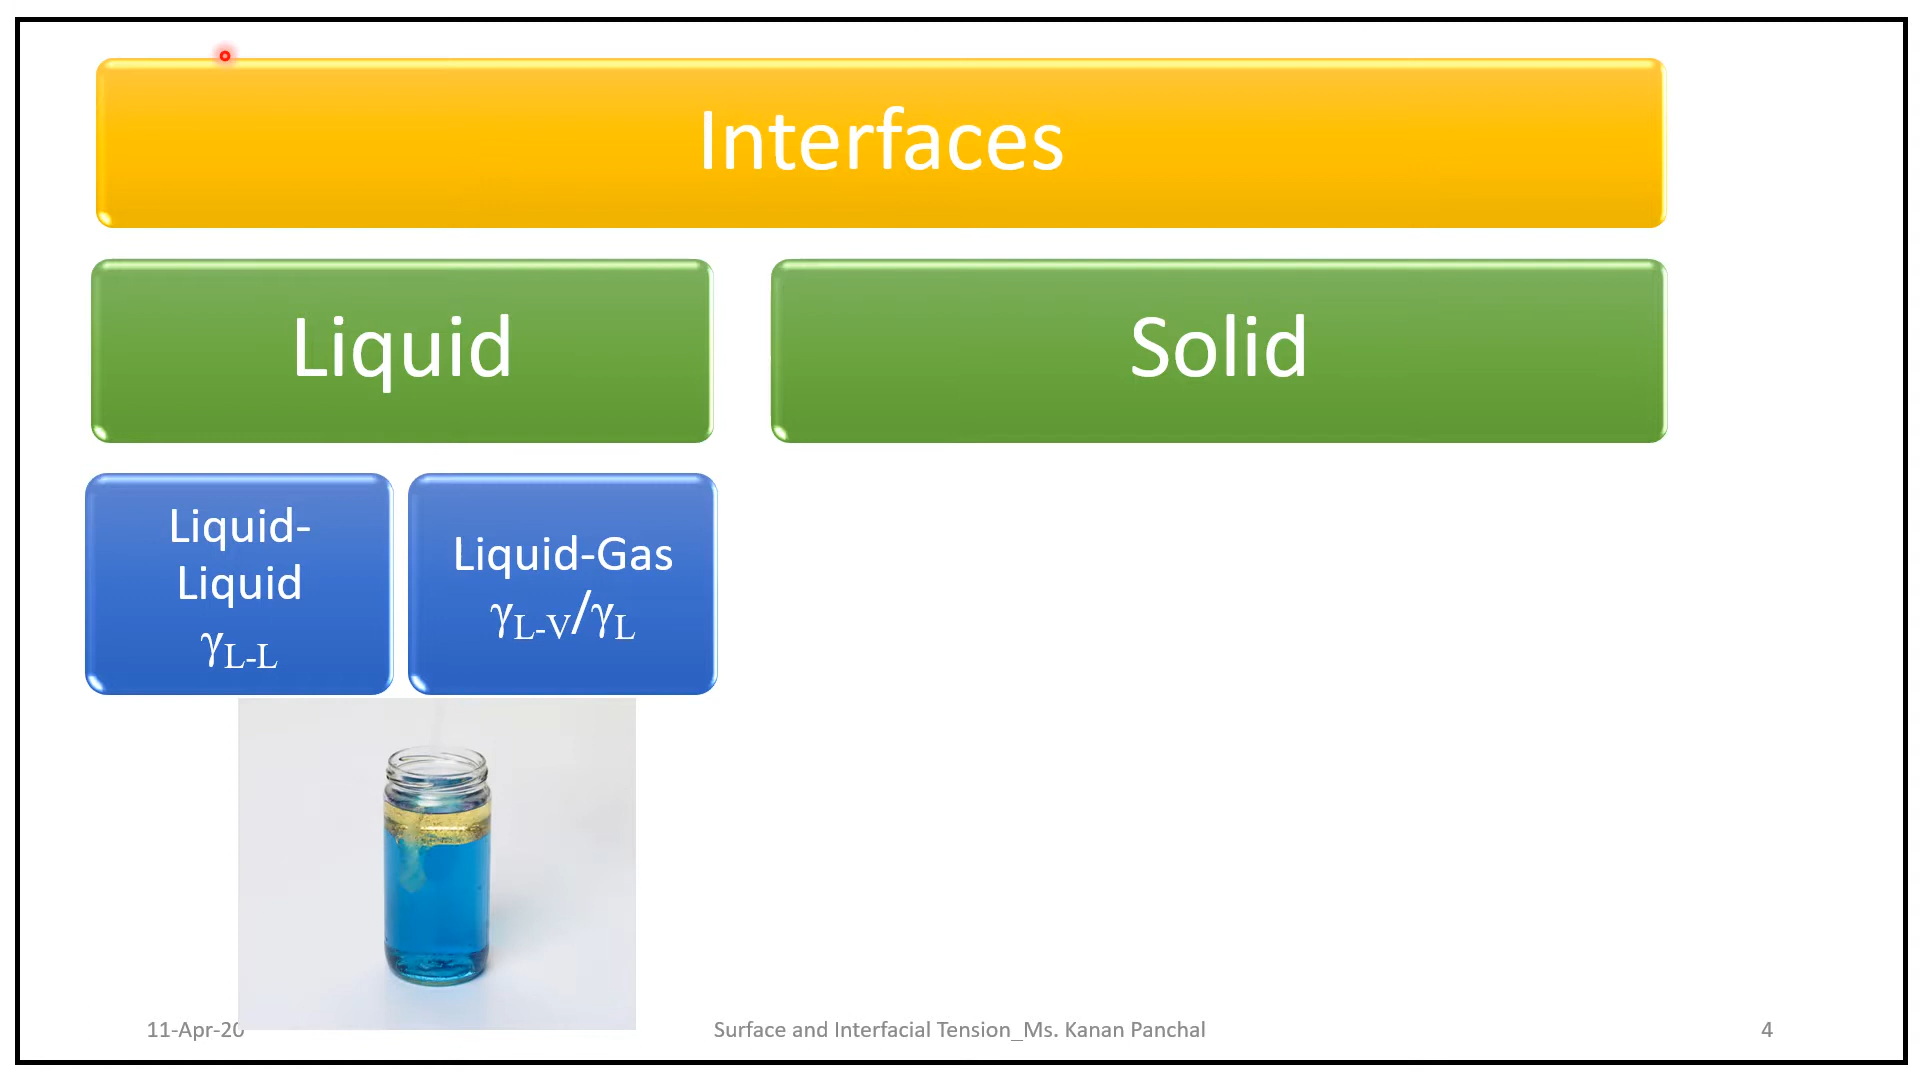 Interfaces
Liquid
Solid
Liquid-
Liquid
γL-L
Liquid-Gas
γL-V/γL
11-Apr-20
Surface and Interfacial Tension_Ms. Kanan Panchal
4